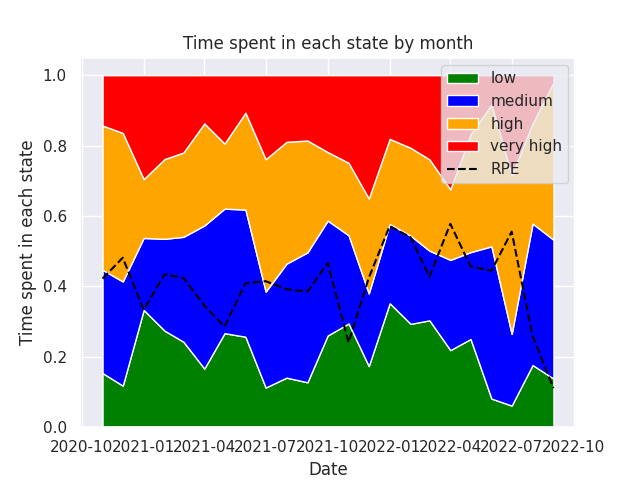 Time spent in each state by month
low
medium
high
very high
RPE
Time spent in each state
1.0
0.8
0.6
0.4
0.2
0.0
2020-10 2021-01 2021-04 2021-07 2021-10 2022-01 2022-04 2022-07 2022-10
Date